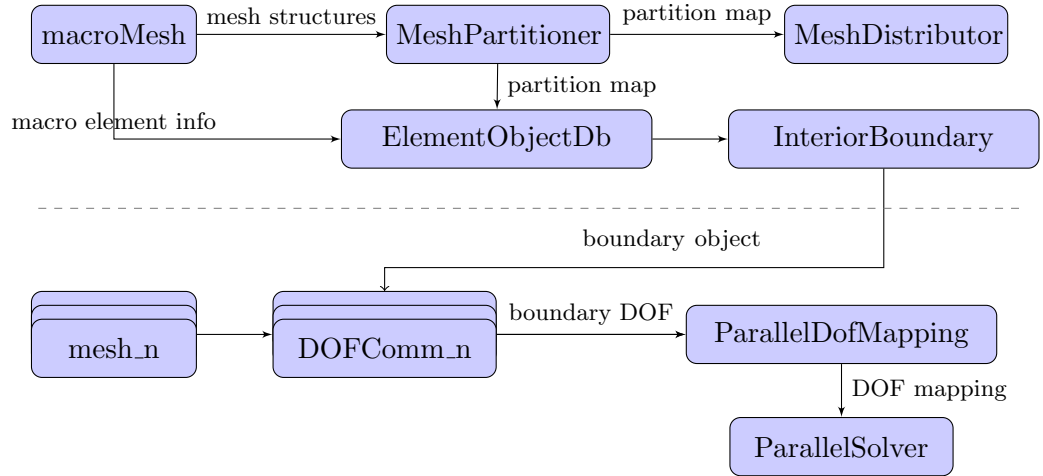 macroMesh
mesh structures
MeshPartitioner
partition map
MeshDistributor
partition map
macro element info
ElementObjectDb
InteriorBoundary
boundary object
mesh_n
DOFComm_n
boundary DOF
ParallelDofMapping
DOF mapping
ParallelSolver